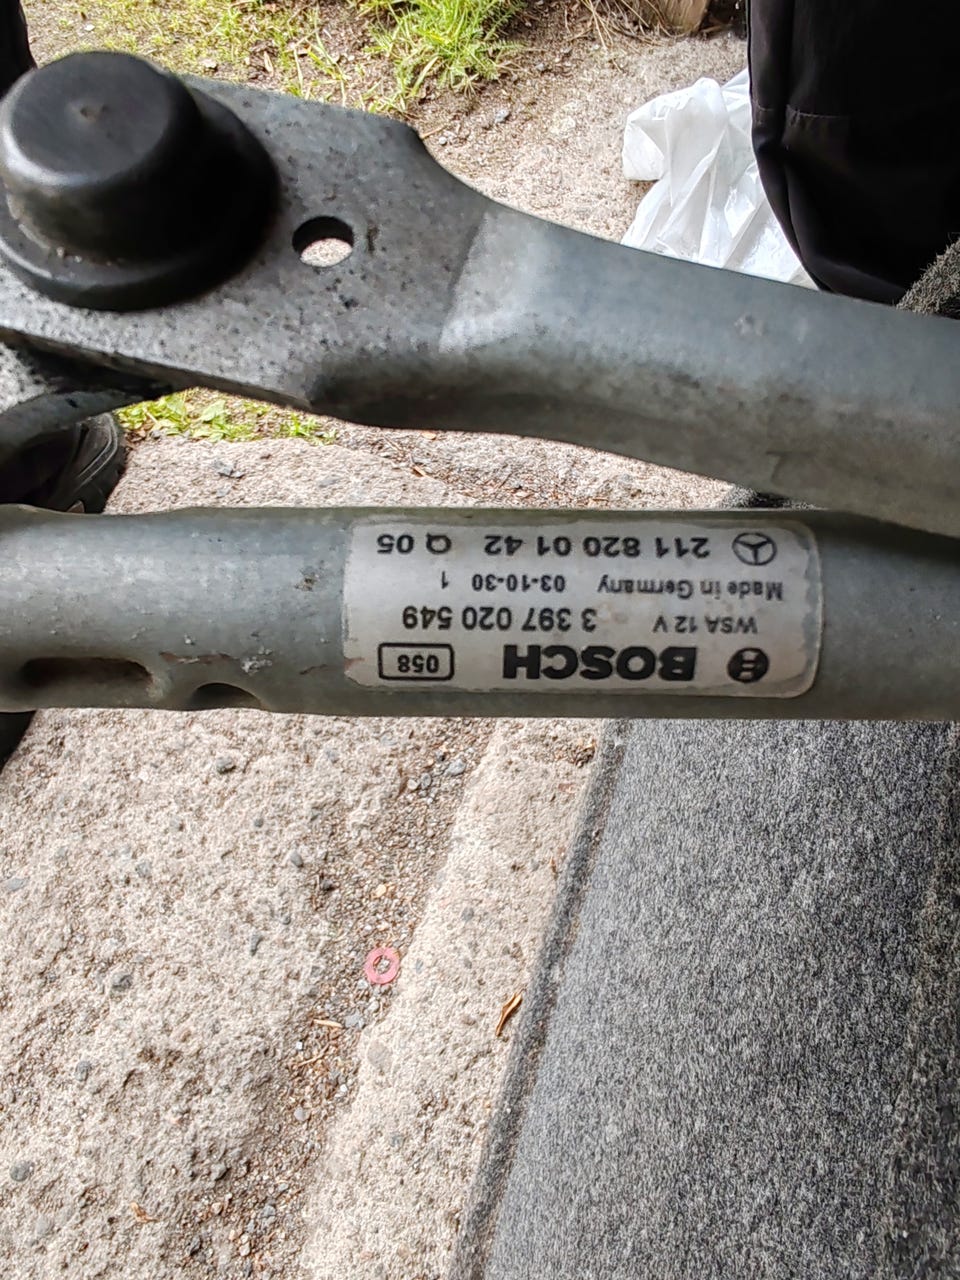 BOSCH 058
WSA 12 V 3 397 020 549
Made in Germany 03-10-30 1
211 820 01 42 Q 05